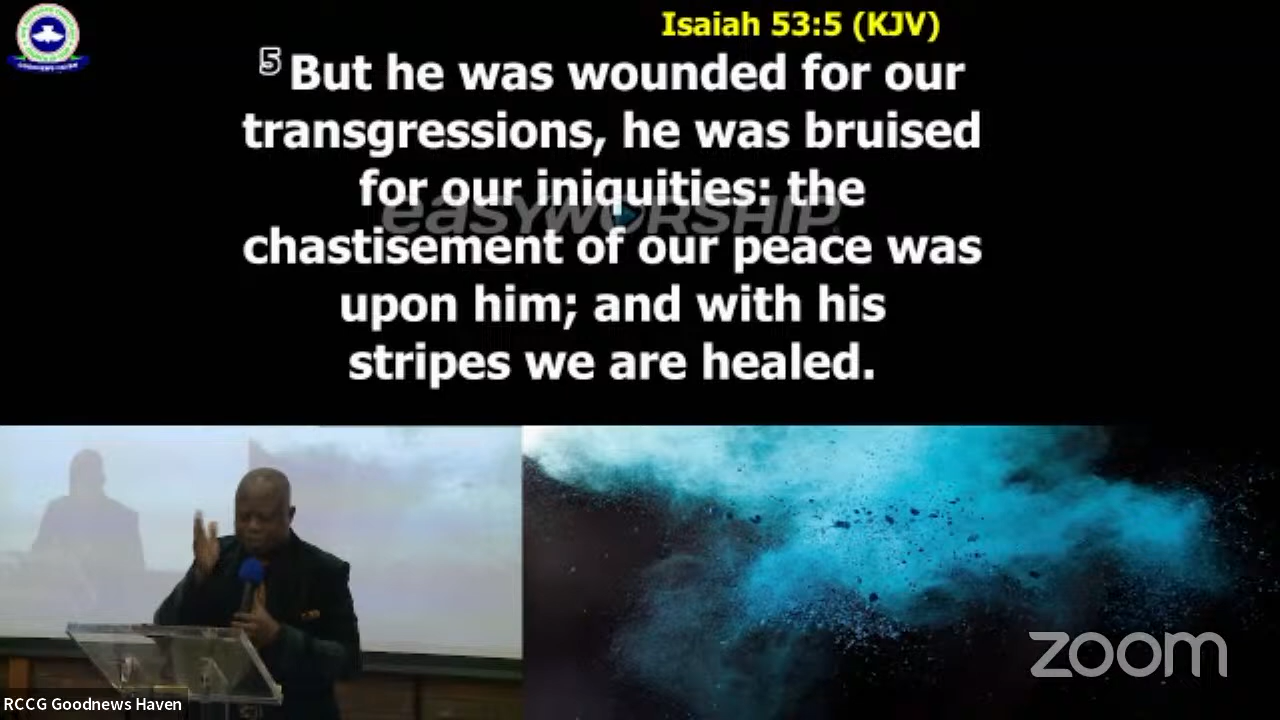 Isaiah 53:5 (KJV)
5 But he was wounded for our
transgressions, he was bruised
for our iniquities: the
easyworship
chastisement of our peace was
upon him; and with his
stripes we are healed.
zoom
RCCG Goodnews Haven